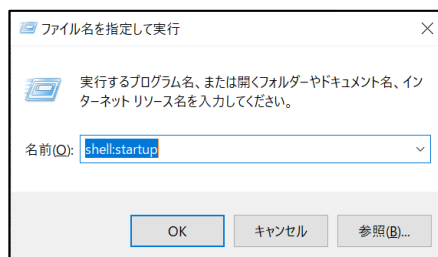 ファイル名を指定して実行
実行するプログラム名、または開くフォルダーやドキュメント名、イン
ターネット リソース名を入力してください。
名前(O): shell:startup
OK キャンセル 参照(B)...